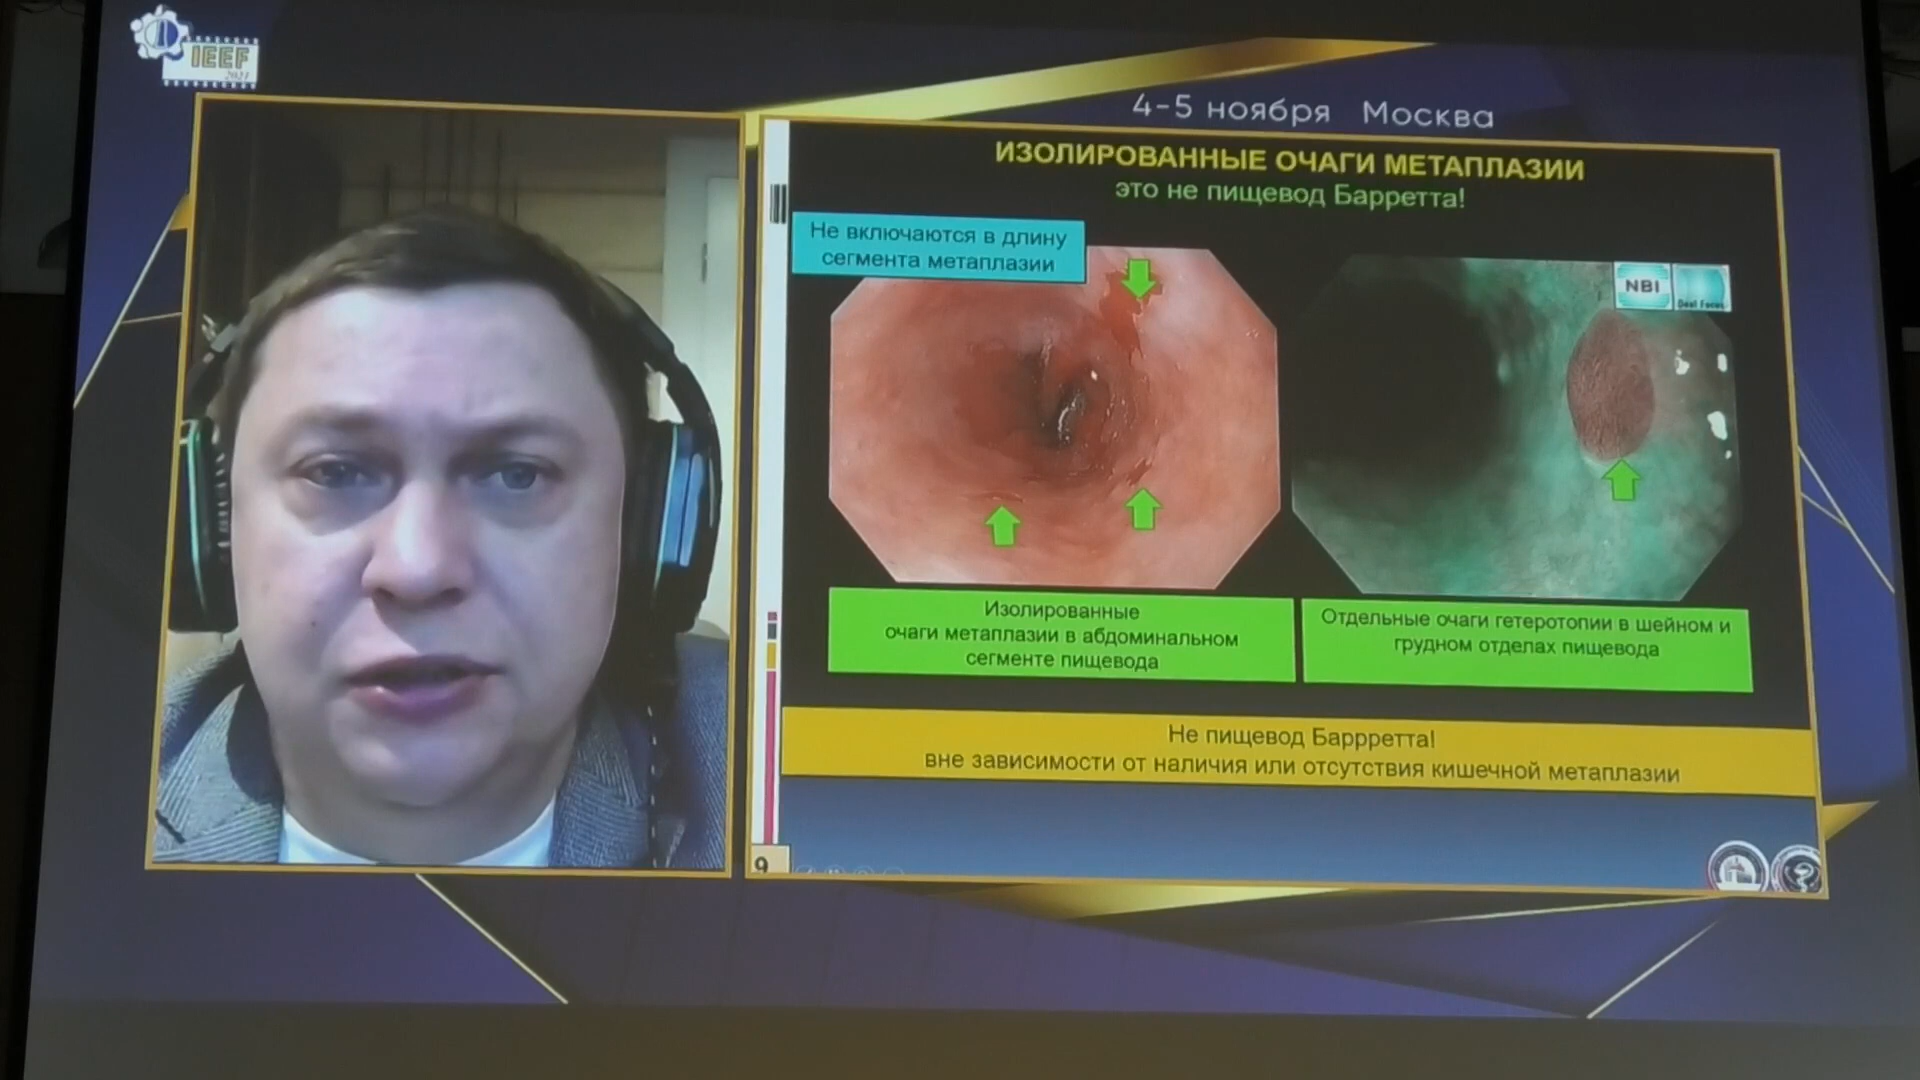 IEEF
2021
4-5 ноября Москва
ИЗОЛИРОВАННЫЕ ОЧАГИ МЕТАПЛАЗИИ
это не пищевод Барретта!
Не включаются в длину
сегмента метаплазии
NBI
Dual Focus
Изолированные
очаги метаплазии в абдоминальном
сегменте пищевода
Отдельные очаги гетеротопии в шейном и
грудном отделах пищевода
Не пищевод Баррретта!
вне зависимости от наличия или отсутствия кишечной метаплазии
9